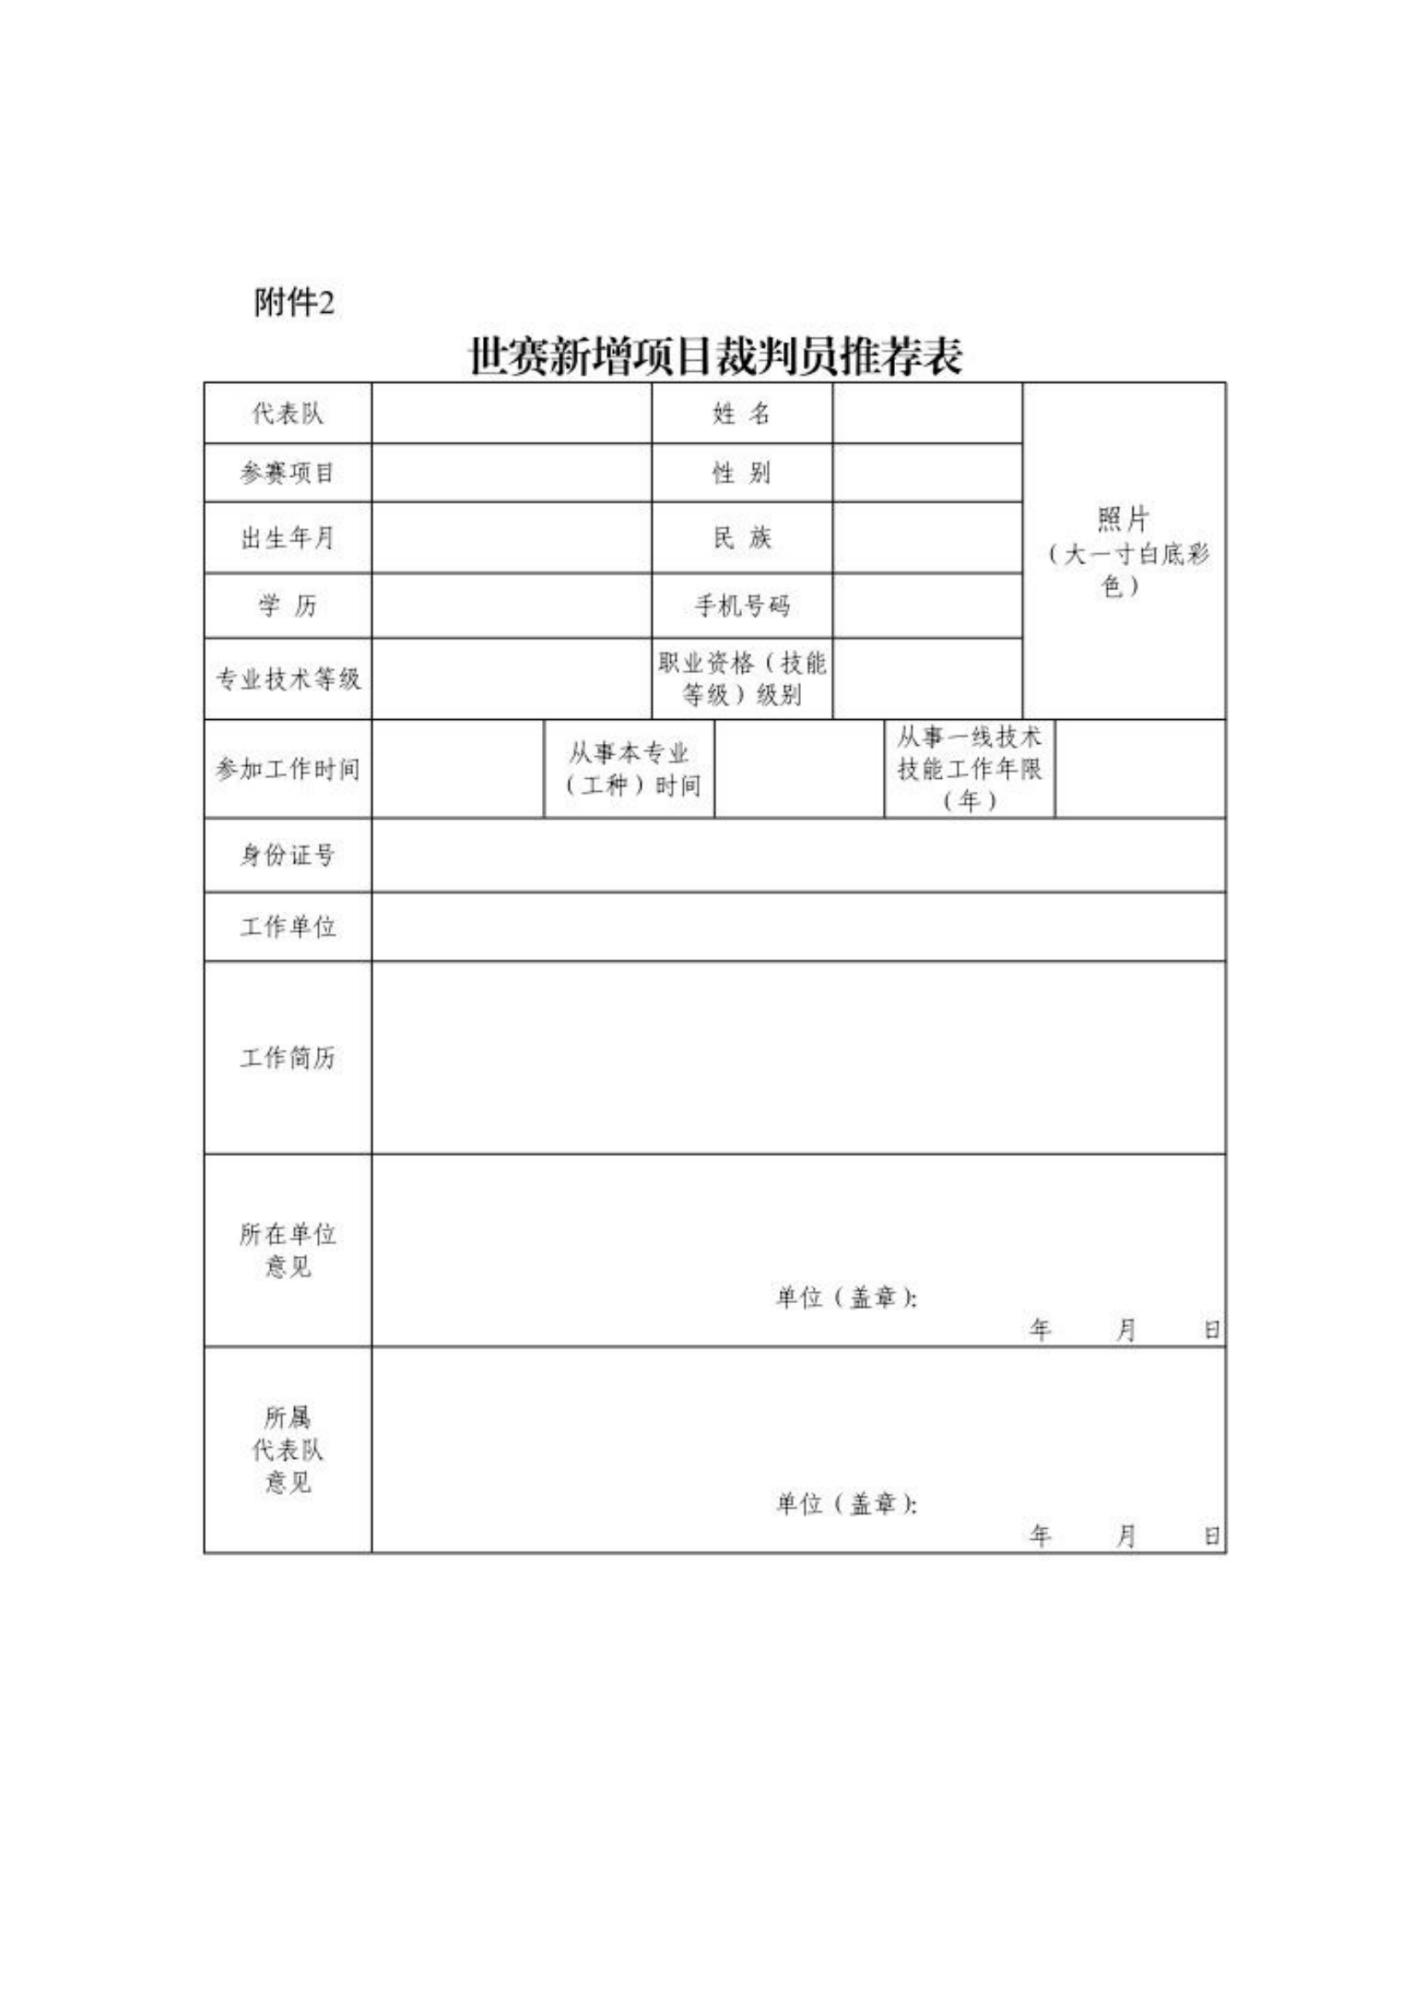 附件2
世赛新增项目裁判员推荐表
代表队
姓 名
照片
（大一寸白底彩
色）
参赛项目
性 别
出生年月
民 族
学 历
手机号码
专业技术等级
职业资格（技能
等级）级别
参加工作时间
从事本专业
（工种）时间
从事一线技术
技能工作年限
（年）
身份证号
工作单位
工作简历
所在单位
意见
单位（盖章）：
年 月 日
所属
代表队
意见
单位（盖章）：
年 月 日